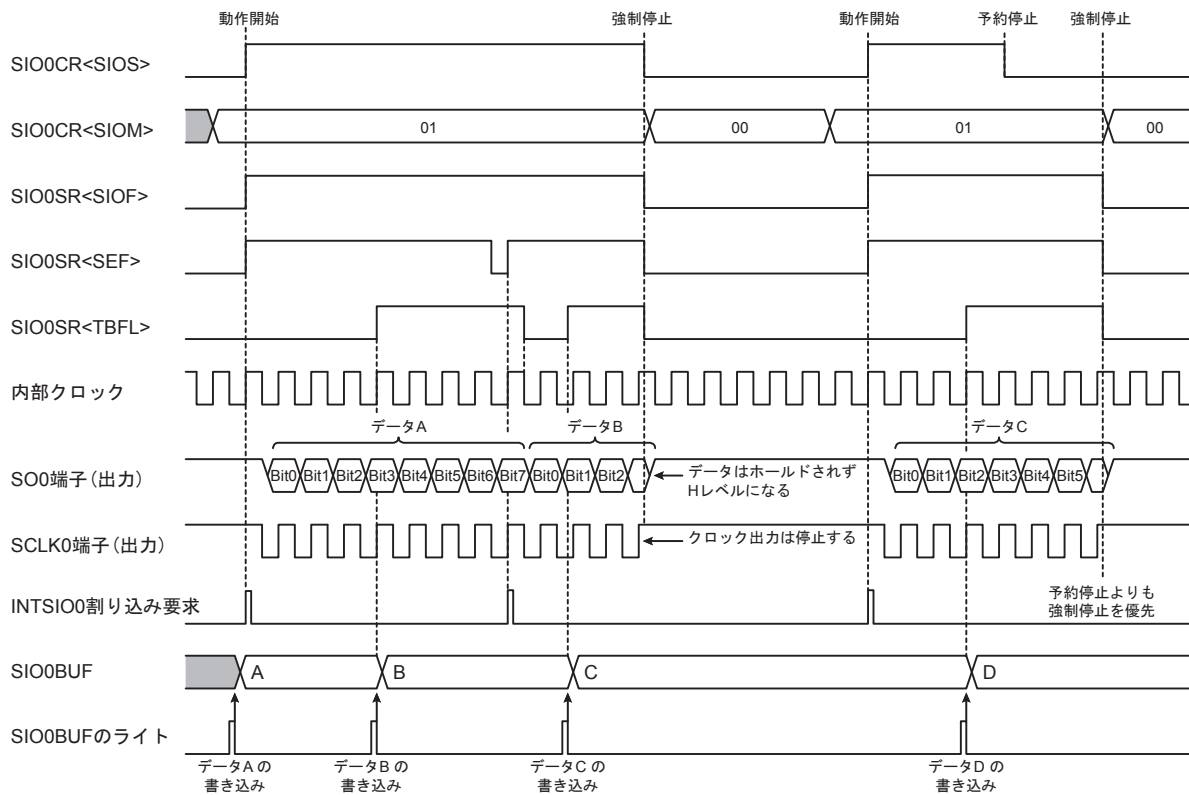 動作開始
強制停止
動作開始
予約停止
強制停止
SIO0CR<SIOS>
SIO0CR<SIOM>
01
00
01
00
SIO0SR<SIOF>
SIO0SR<SEF>
SIO0SR<TBFL>
内部クロック
データA
データB
データC
SO0端子(出力)
Bit0 Bit1 Bit2 Bit3 Bit4 Bit5 Bit6 Bit7 Bit0 Bit1 Bit2
データはホールドされず
Hレベルになる
Bit0 Bit1 Bit2 Bit3 Bit4 Bit5
SCLK0端子(出力)
クロック出力は停止する
INTSIO0割り込み要求
予約停止よりも
強制停止を優先
SIO0BUF
A
B
C
D
SIO0BUFのライト
データA の
書き込み
データB の
書き込み
データC の
書き込み
データD の
書き込み